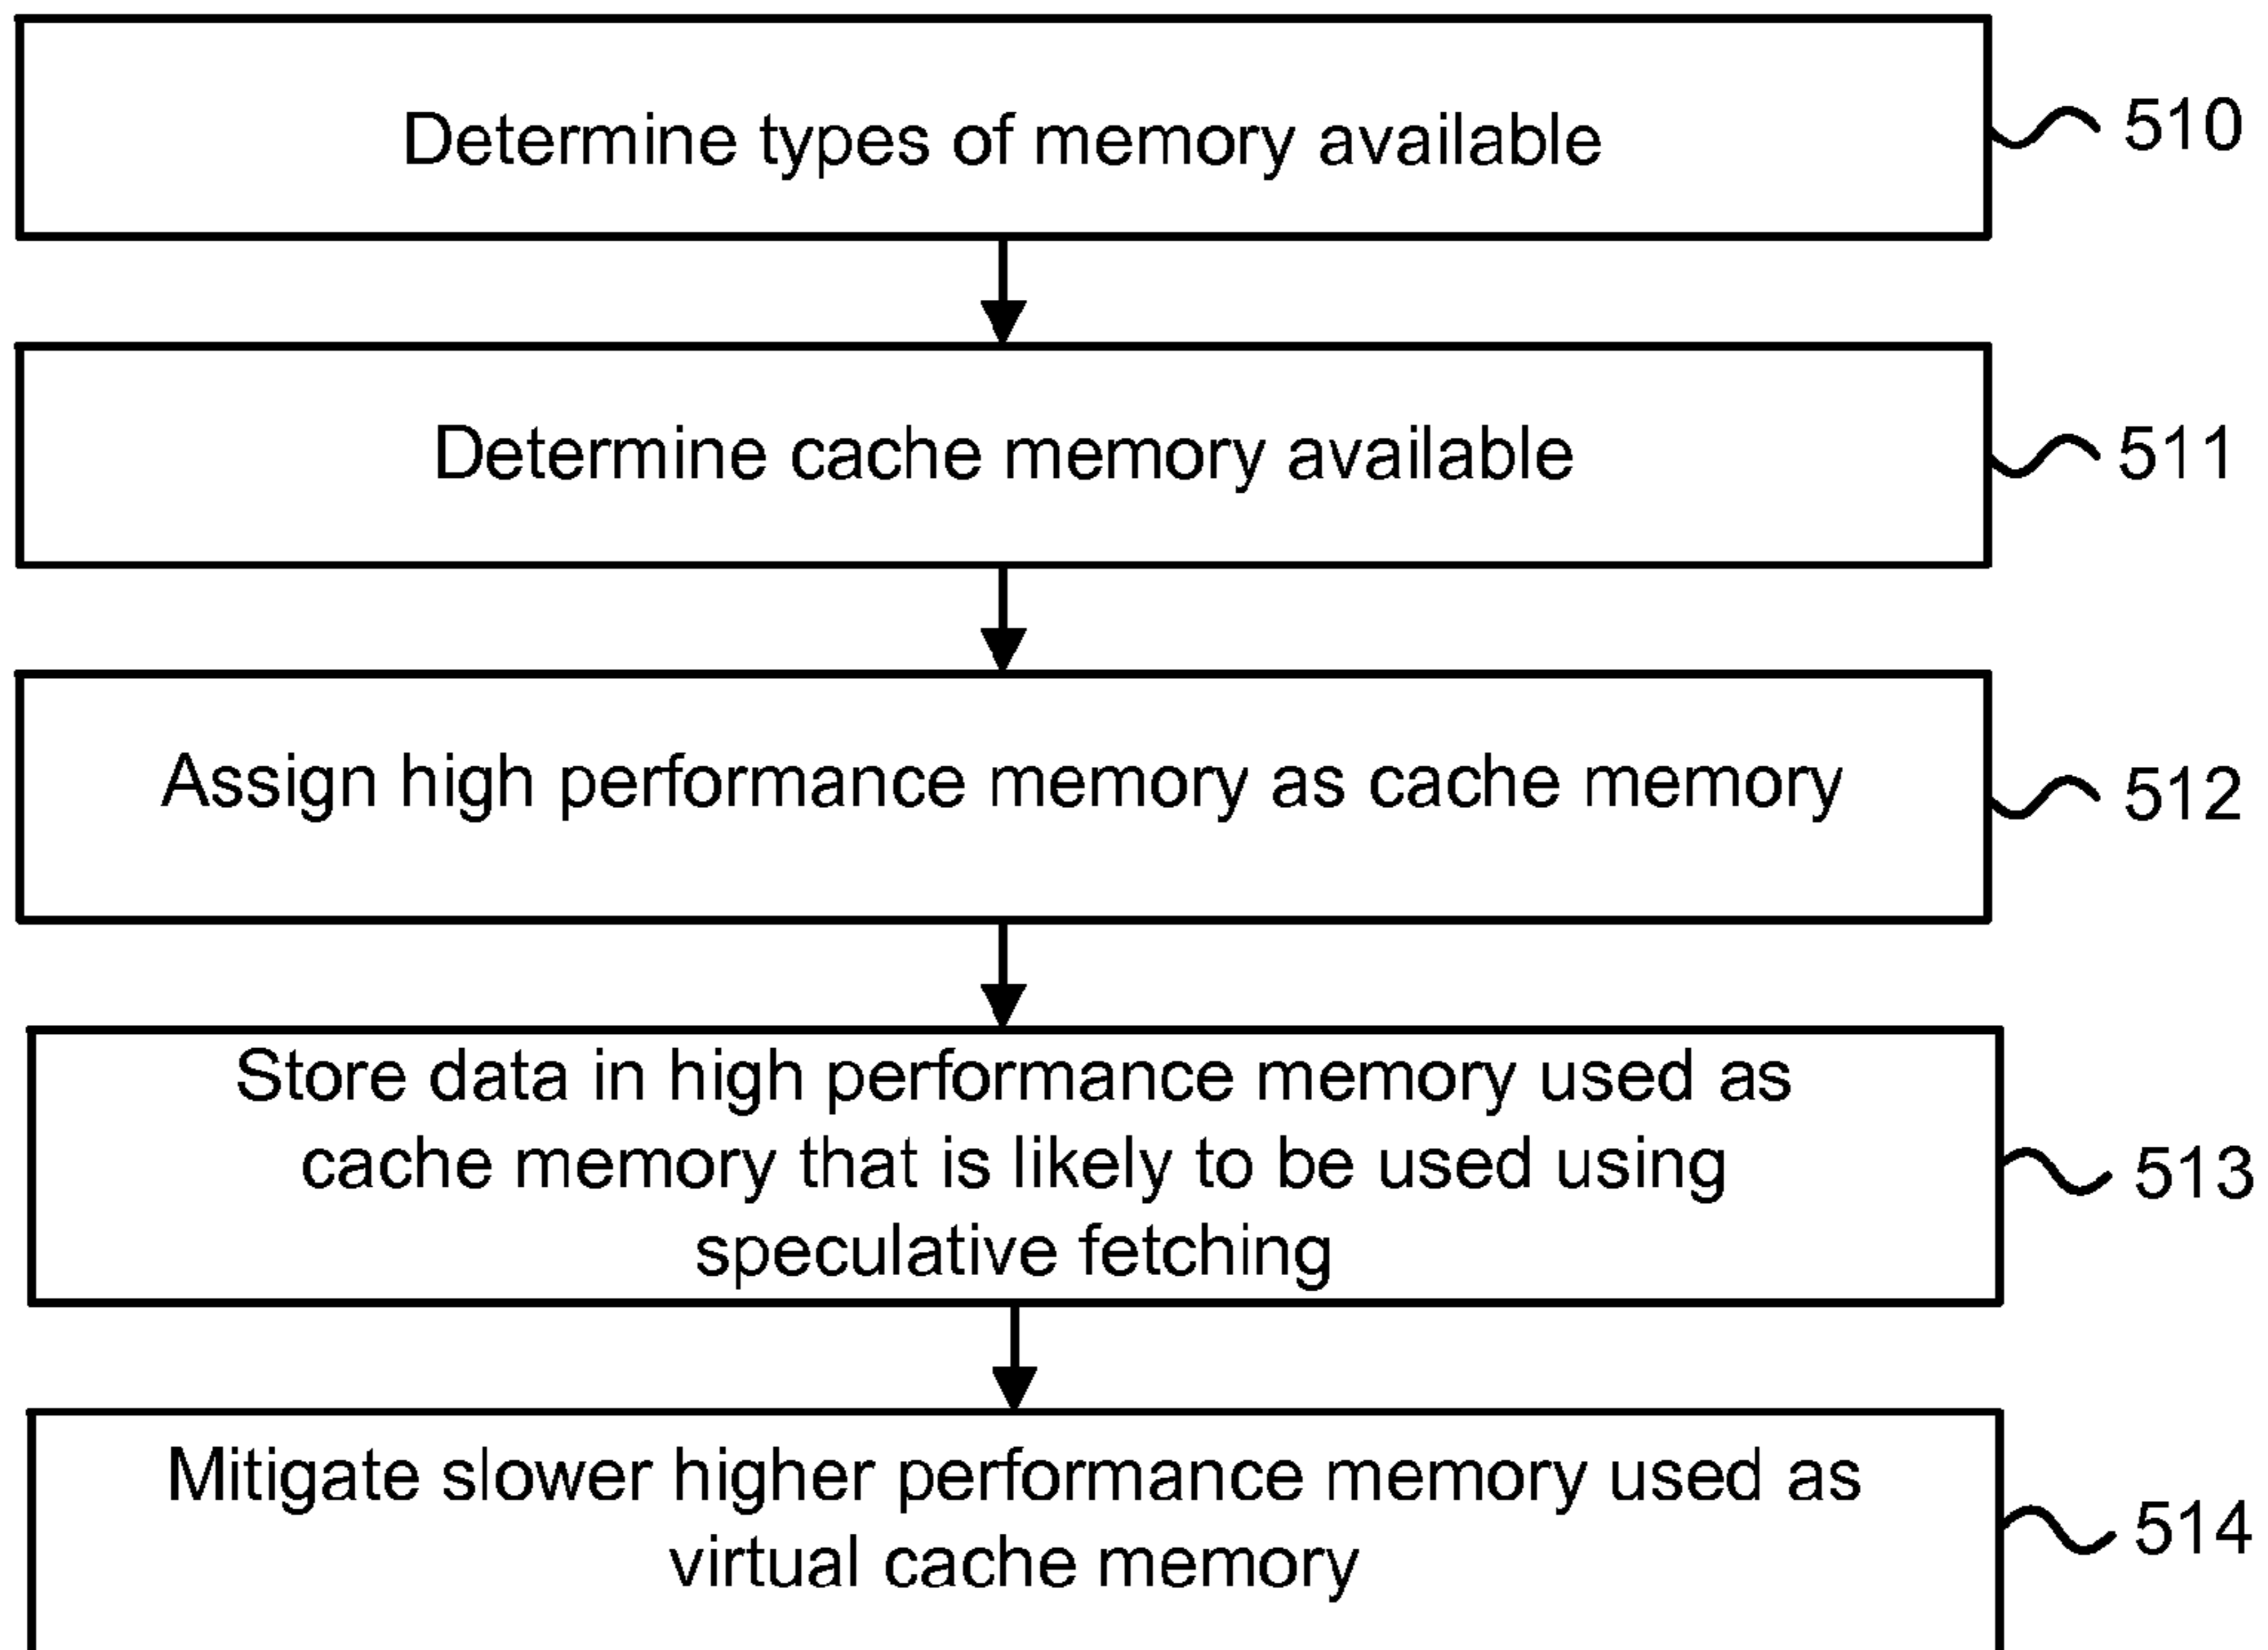 Determine types of memory available
510
Determine cache memory available
511
Assign high performance memory as cache memory
512
Store data in high performance memory used as
cache memory that is likely to be used using
speculative fetching
513
Mitigate slower higher performance memory used as
virtual cache memory
514